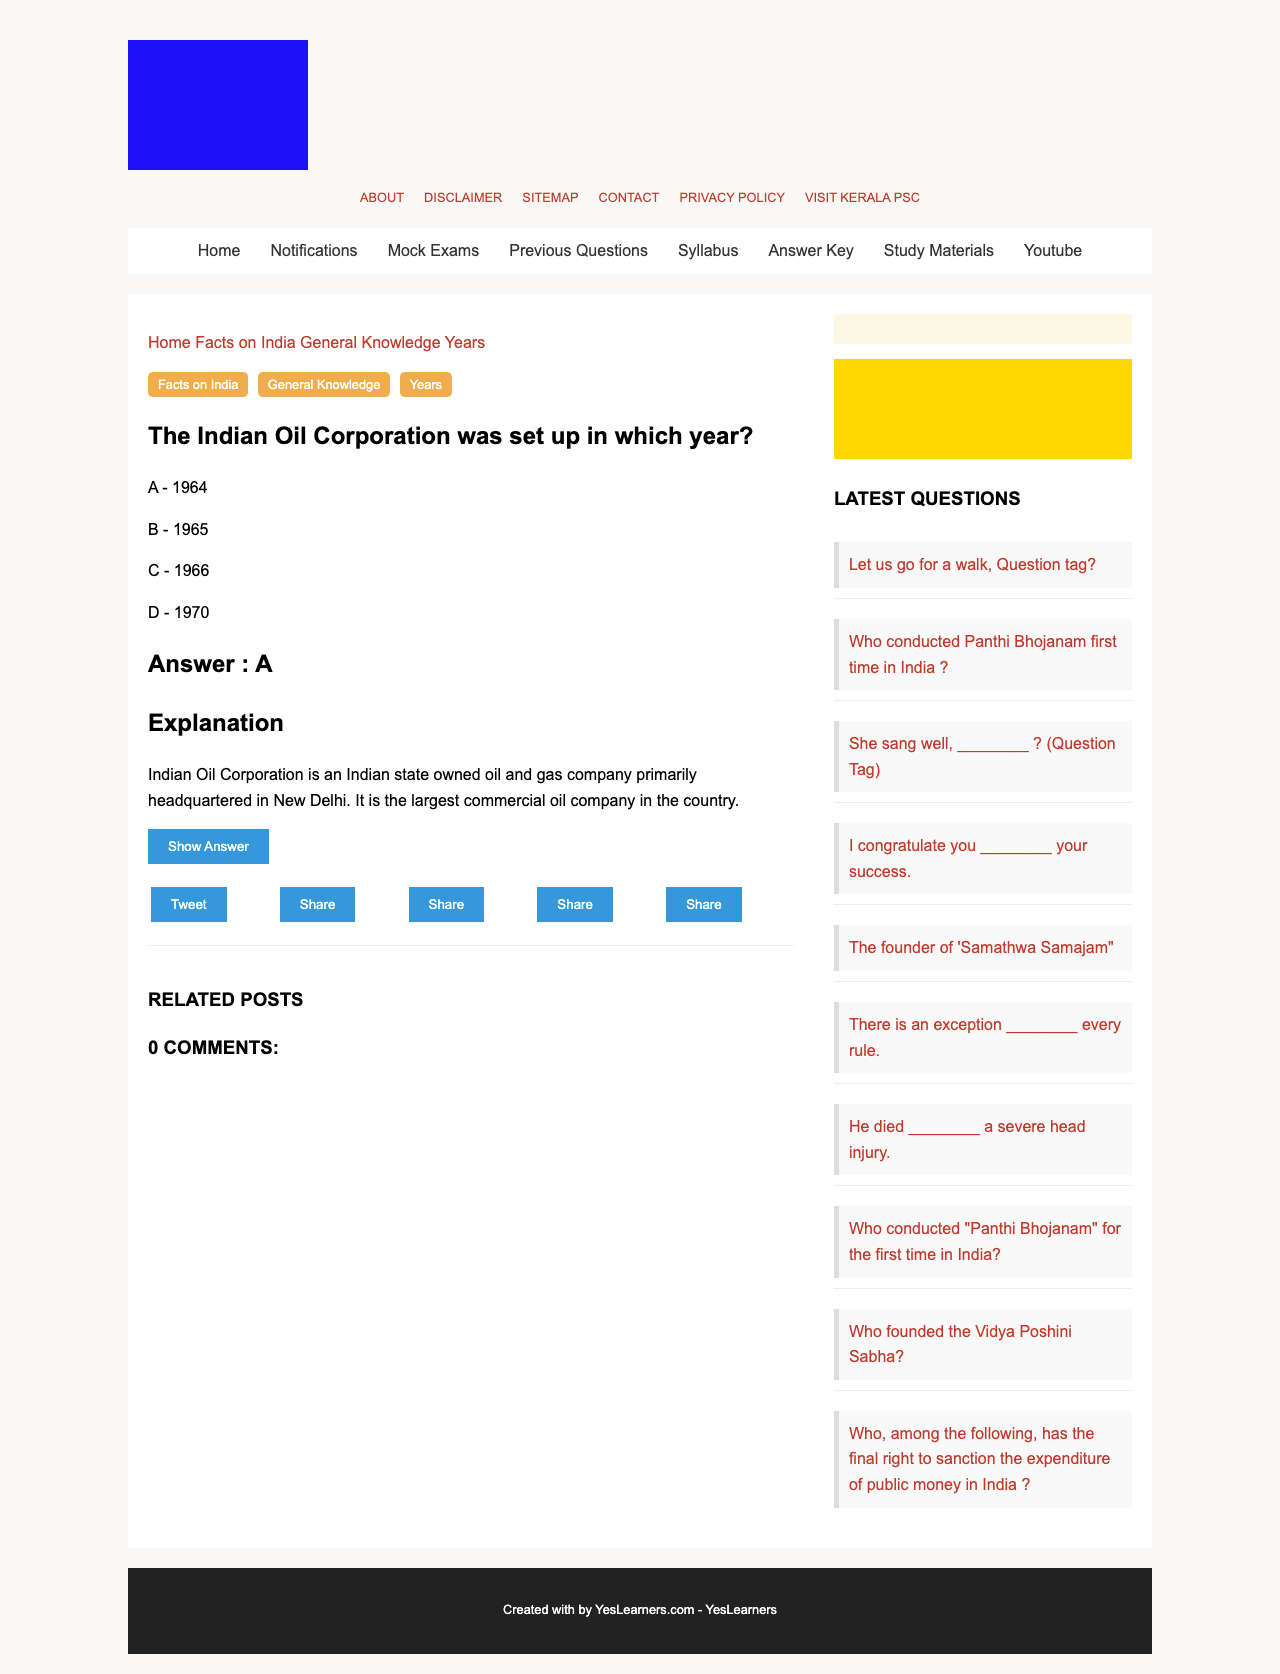 ABOUT DISCLAIMER SITEMAP CONTACT PRIVACY POLICY VISIT KERALA PSC
Home Notifications Mock Exams Previous Questions Syllabus Answer Key Study Materials Youtube
Home Facts on India General Knowledge Years
Facts on India General Knowledge Years
The Indian Oil Corporation was set up in which year?
A - 1964
B - 1965
C - 1966
D - 1970
Answer : A
Explanation
Indian Oil Corporation is an Indian state owned oil and gas company primarily
headquartered in New Delhi. It is the largest commercial oil company in the country.
Show Answer
Tweet Share Share Share Share
RELATED POSTS
0 COMMENTS:
LATEST QUESTIONS
Let us go for a walk, Question tag?
Who conducted Panthi Bhojanam first
time in India ?
She sang well, ________ ? (Question
Tag)
I congratulate you ________ your
success.
The founder of 'Samathwa Samajam"
There is an exception ________ every
rule.
He died ________ a severe head
injury.
Who conducted "Panthi Bhojanam" for
the first time in India?
Who founded the Vidya Poshini
Sabha?
Who, among the following, has the
final right to sanction the expenditure
of public money in India ?
Created with by YesLearners.com - YesLearners